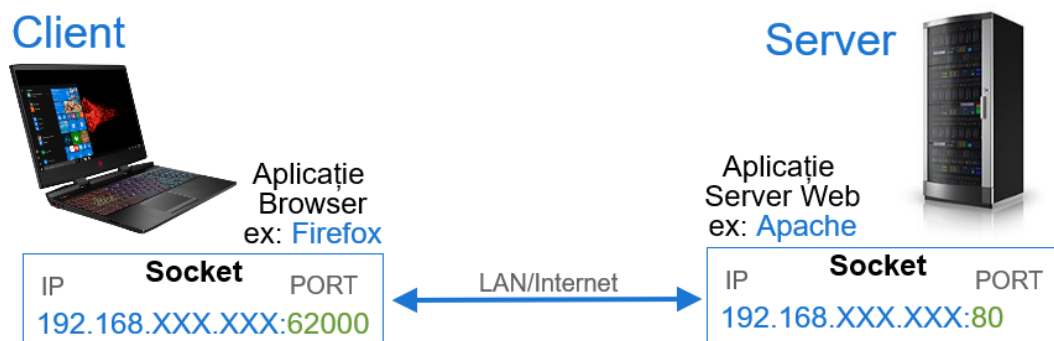 Client
Server
Aplicație
Browser
ex: Firefox
Aplicație
Server Web
ex: Apache
Socket
IP
PORT
192.168.XXX.XXX:62000
LAN/Internet
Socket
IP
PORT
192.168.XXX.XXX:80